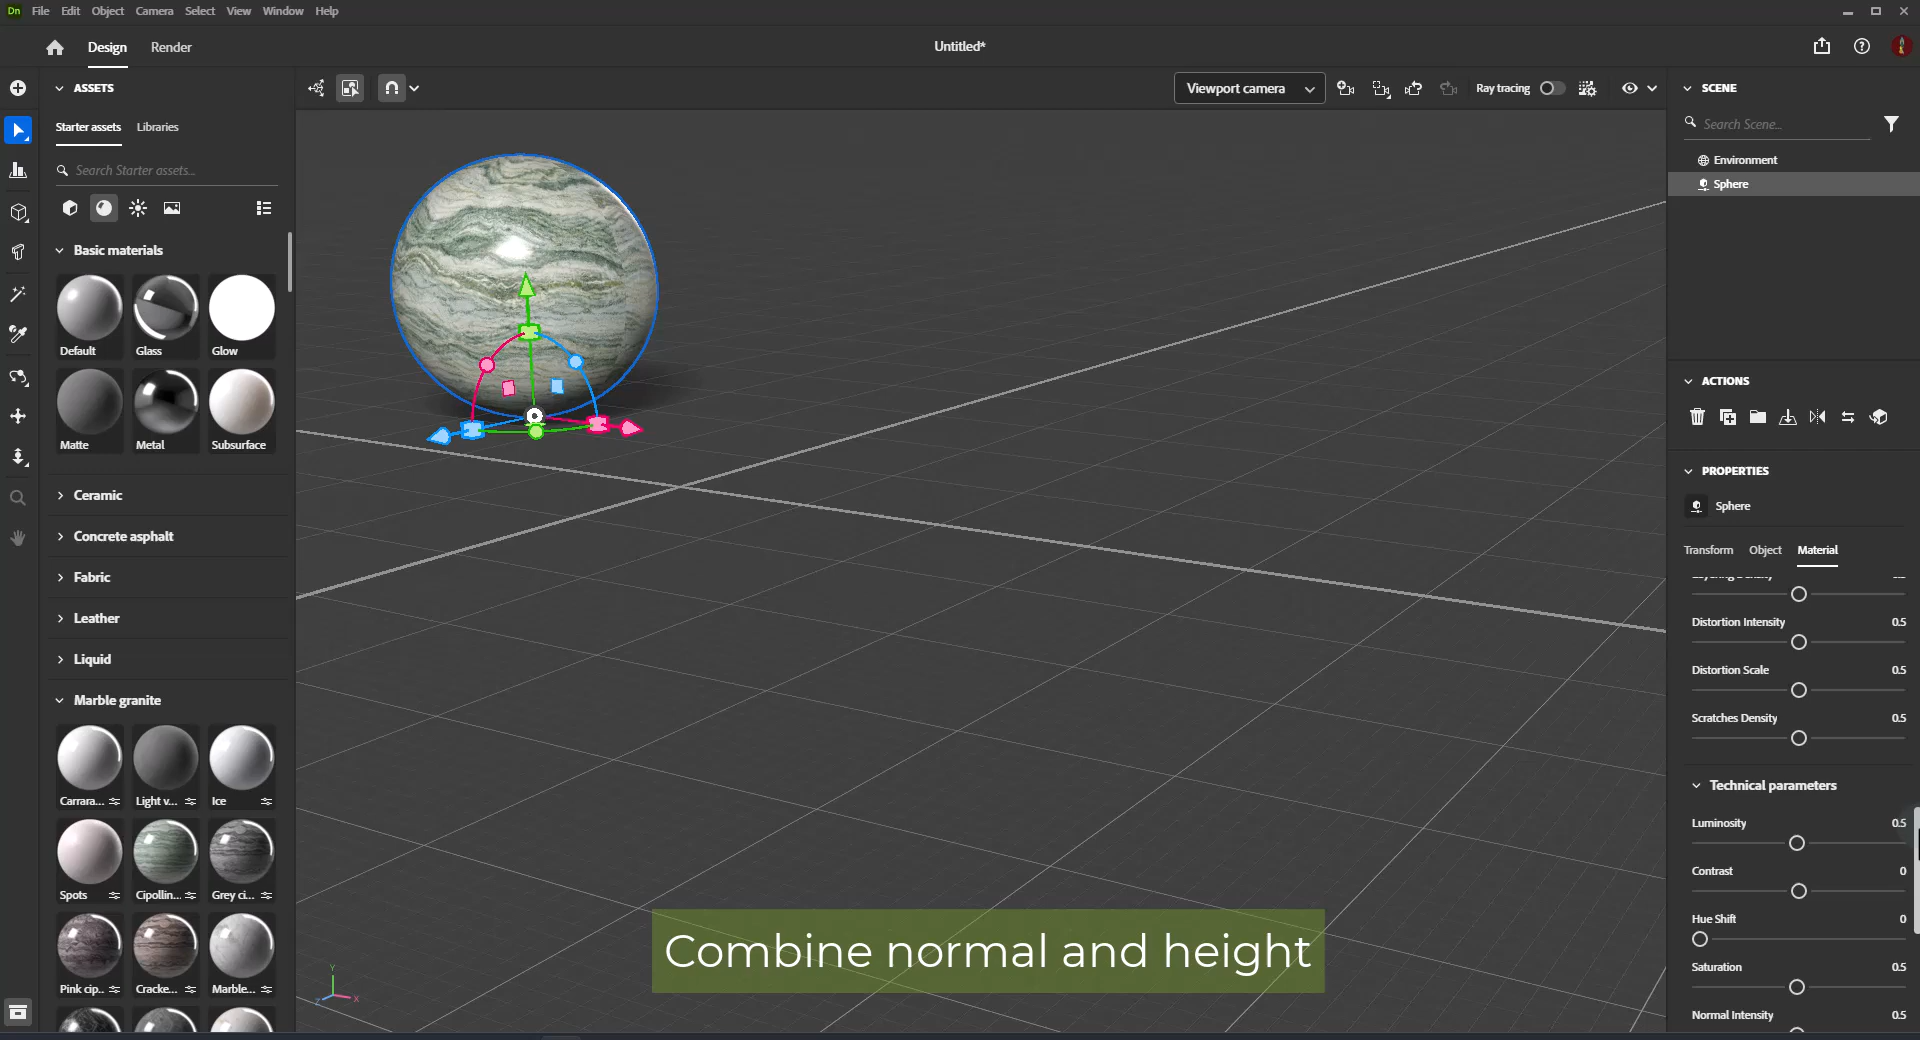 Dn File Edit Object Camera Select View Window Help
Design Render Untitled*
ASSETS
Starter assets Libraries
Search Starter assets...
Basic materials
Default Glass Glow
Matte Metal Subsurface
Ceramic
Concrete asphalt
Fabric
Leather
Liquid
Marble granite
Carrara... Light v... Ice
Spots Cipollin... Grey ci...
Pink cip.. Cracke... Marble...
Viewport camera Ray tracing
Y
Z X
Combine normal and height
SCENE
Search Scene...
Environment
Sphere
ACTIONS
PROPERTIES
Sphere
Transform Object Material
Distortion Intensity 0.5
Distortion Scale 0.5
Scratches Density 0.5
Technical parameters
Luminosity 0.5
Contrast 0
Hue Shift 0
Saturation 0.5
Normal Intensity 0.5